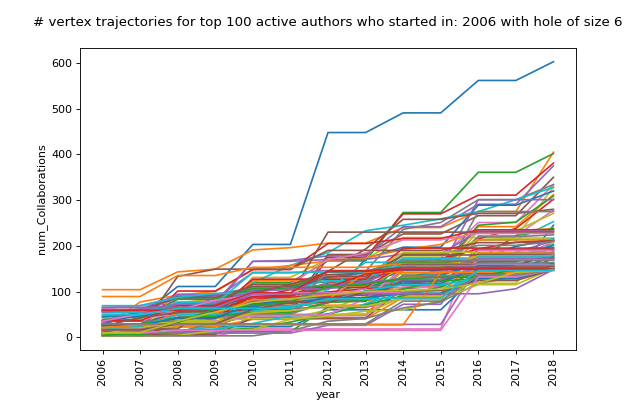 # vertex trajectories for top 100 active authors who started in: 2006 with hole of size 6
600
500
400
300
200
100
0
num_Collaborations
2006 2007 2008 2009 2010 2011 2012 2013 2014 2015 2016 2017 2018
year